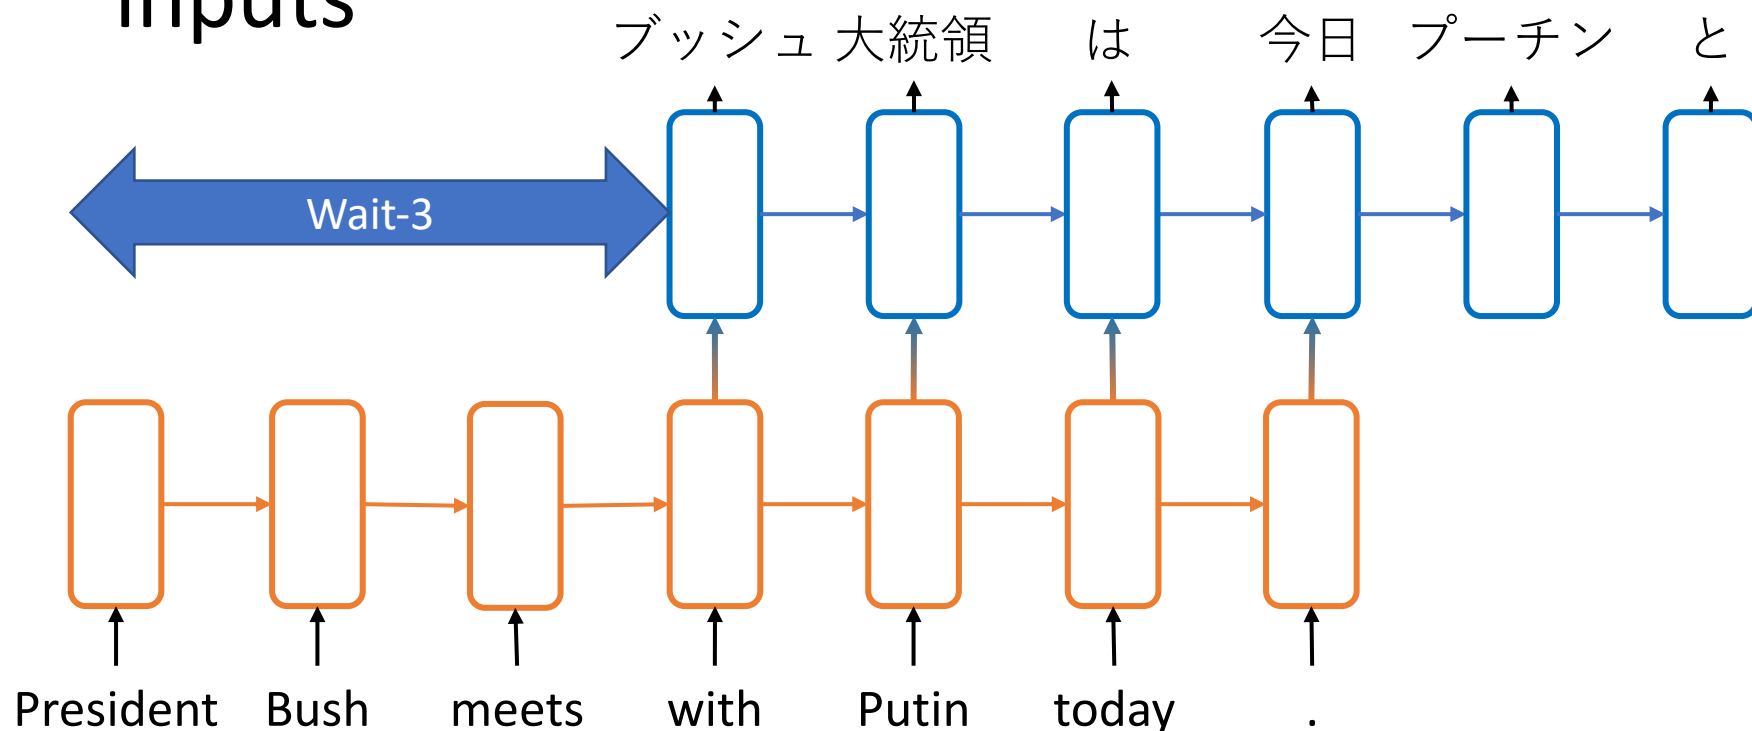 inputs
ブッシュ 大統領 は 今日 プーチン と
Wait-3
President Bush meets with Putin today .